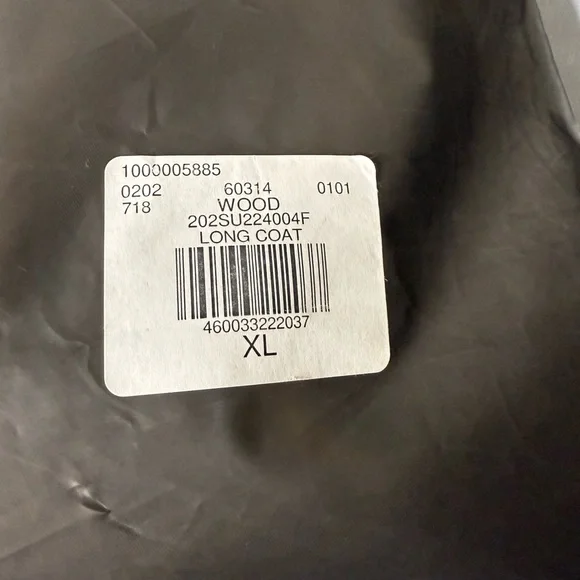 1000005885
0202 60314 0101
718 WOOD
202SU224004F
LONG COAT
460033222037
XL